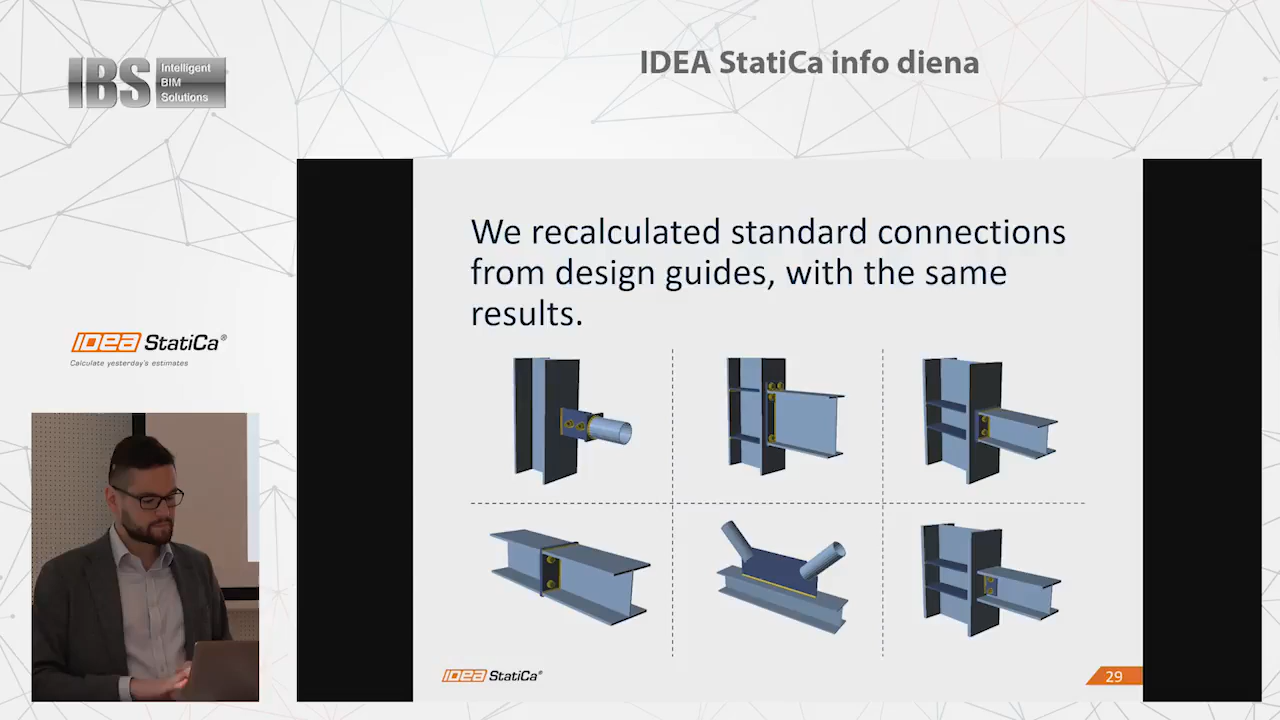 IDEA StatiCa info diena
IBS Intelligent
BIM
Solutions
We recalculated standard connections
from design guides, with the same
results.
IDEA StatiCa®
Calculate yesterday's estimates
IDEA StatiCa®
29